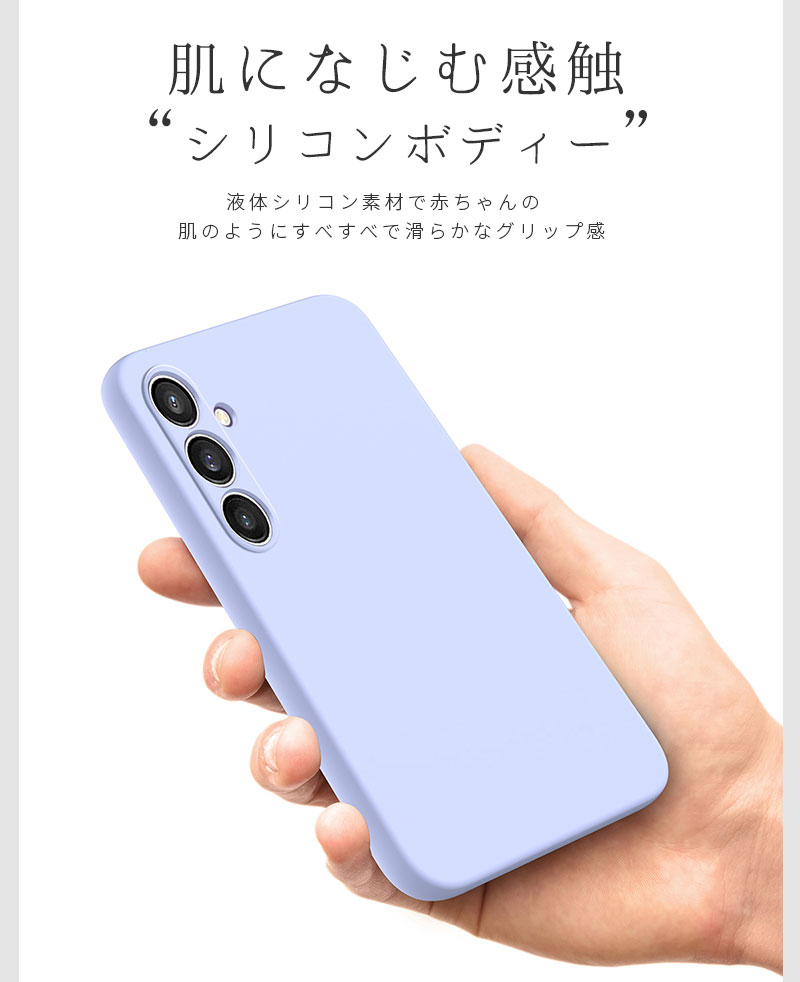 肌になじむ感触
“シリコンボディー”
液体シリコン素材で赤ちゃんの
肌のようにすべすべで滑らかなグリップ感